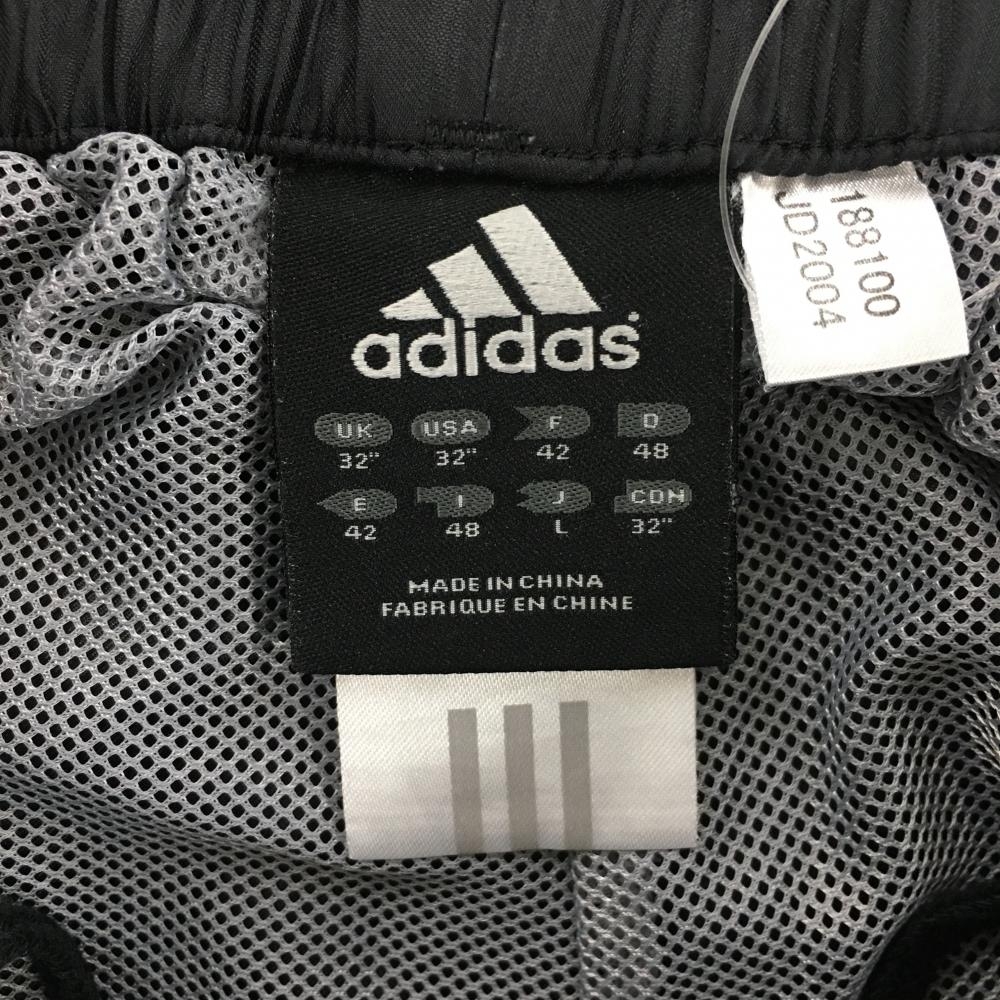 adidas
UK USA F D
32" 32" 42 48
E I J CDN
42 48 L 32"
MADE IN CHINA
FABRIQUE EN CHINE
188100
JD2004